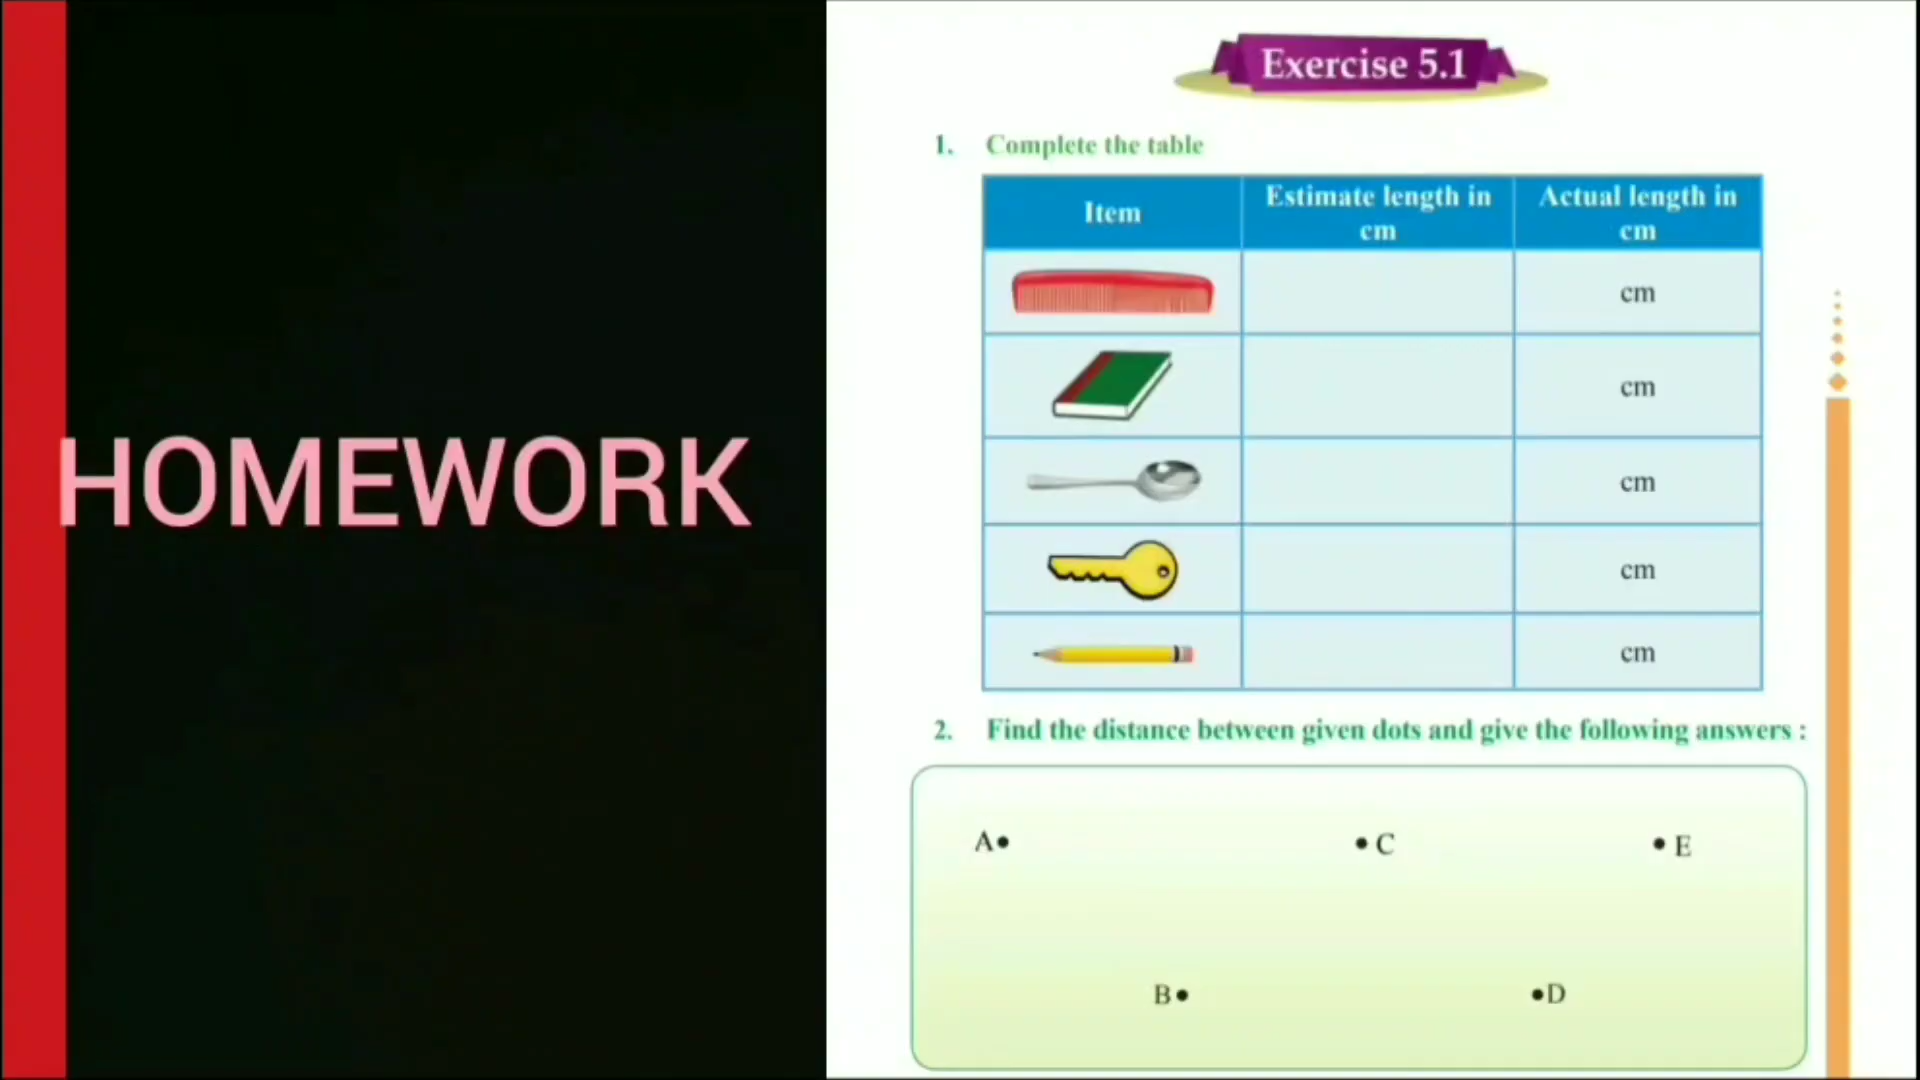 HOMEWORK
Exercise 5.1
1. Complete the table
Item
Estimate length in
cm
Actual length in
cm
cm
cm
cm
cm
cm
2. Find the distance between given dots and give the following answers :
A
C
E
B
D